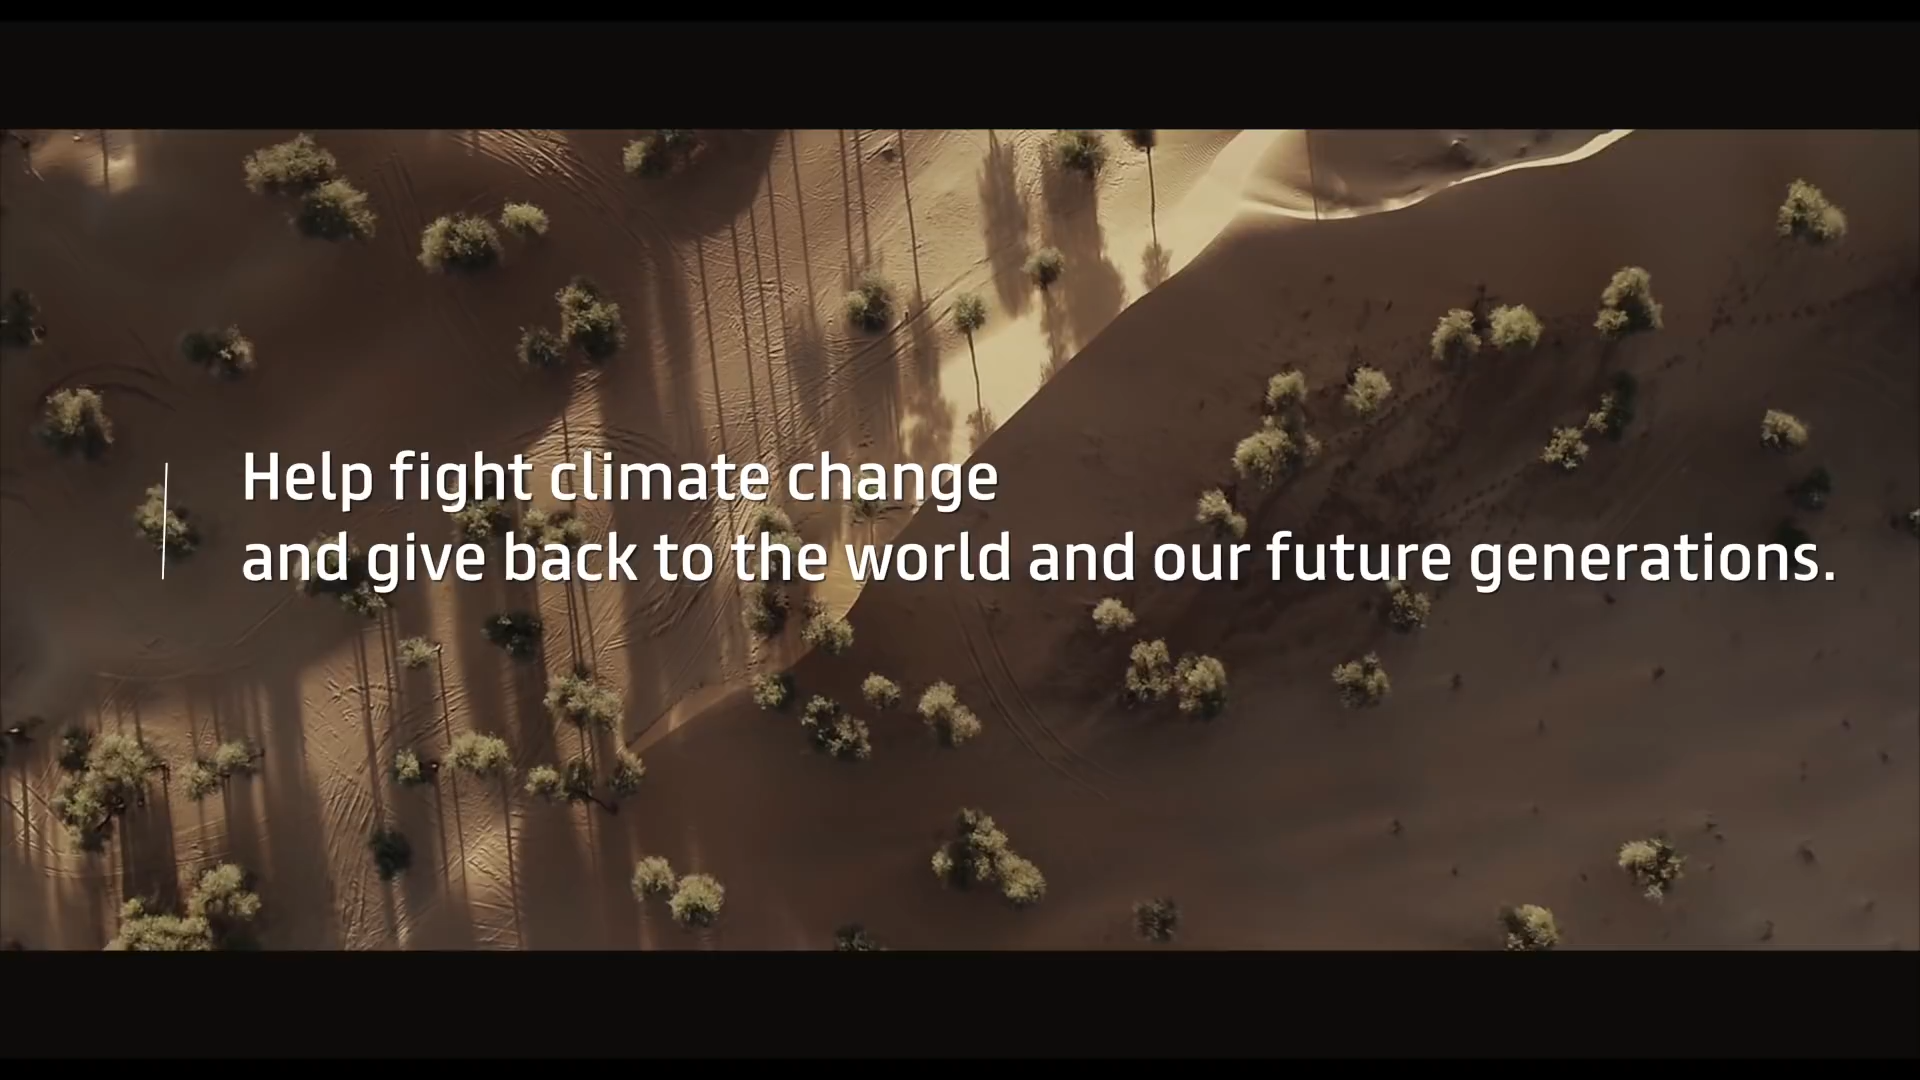 Help fight climate change
and give back to the world and our future generations.